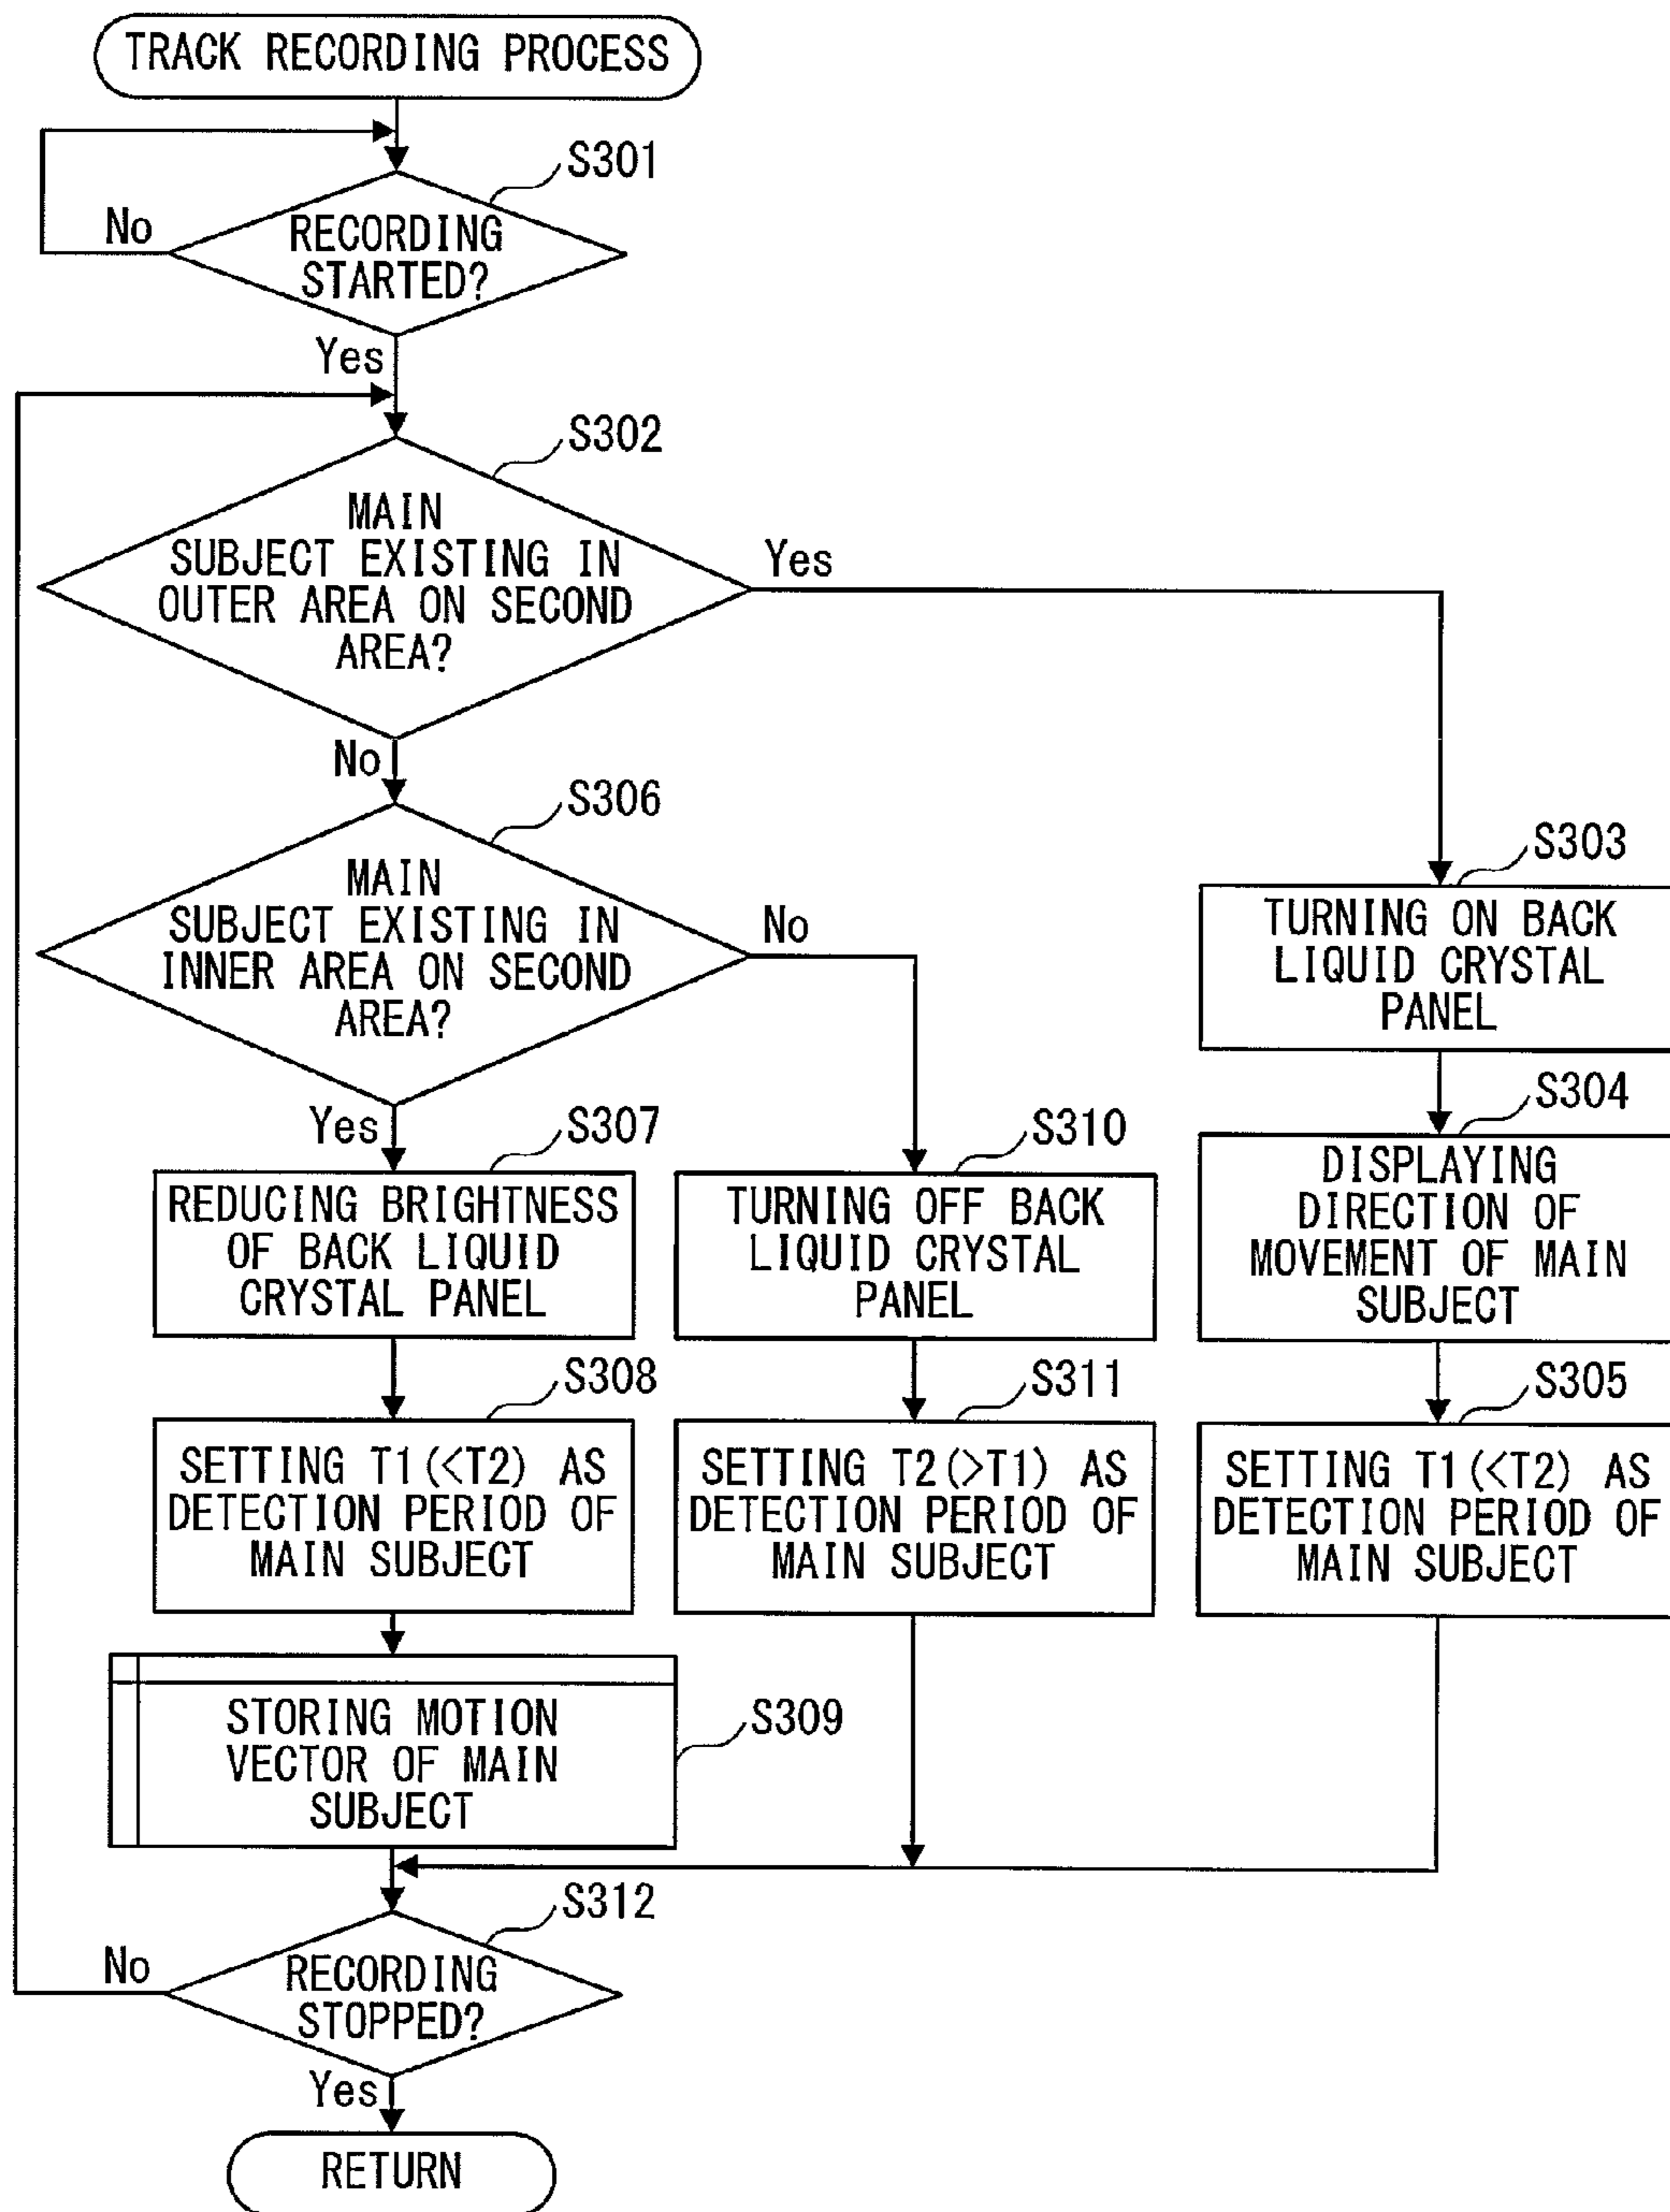 TRACK RECORDING PROCESS
S301
No
RECORDING
STARTED?
Yes
S302
MAIN
SUBJECT EXISTING IN
OUTER AREA ON SECOND
AREA?
Yes
No
S306
MAIN
SUBJECT EXISTING IN
INNER AREA ON SECOND
AREA?
No
Yes
S303
TURNING ON BACK
LIQUID CRYSTAL
PANEL
S304
DISPLAYING
DIRECTION OF
MOVEMENT OF MAIN
SUBJECT
S305
SETTING T1(<T2) AS
DETECTION PERIOD OF
MAIN SUBJECT
S307
REDUCING BRIGHTNESS
OF BACK LIQUID
CRYSTAL PANEL
S308
SETTING T1(<T2) AS
DETECTION PERIOD OF
MAIN SUBJECT
S309
STORING MOTION
VECTOR OF MAIN
SUBJECT
S310
TURNING OFF BACK
LIQUID CRYSTAL
PANEL
S311
SETTING T2(>T1) AS
DETECTION PERIOD OF
MAIN SUBJECT
S312
No
RECORDING
STOPPED?
Yes
RETURN